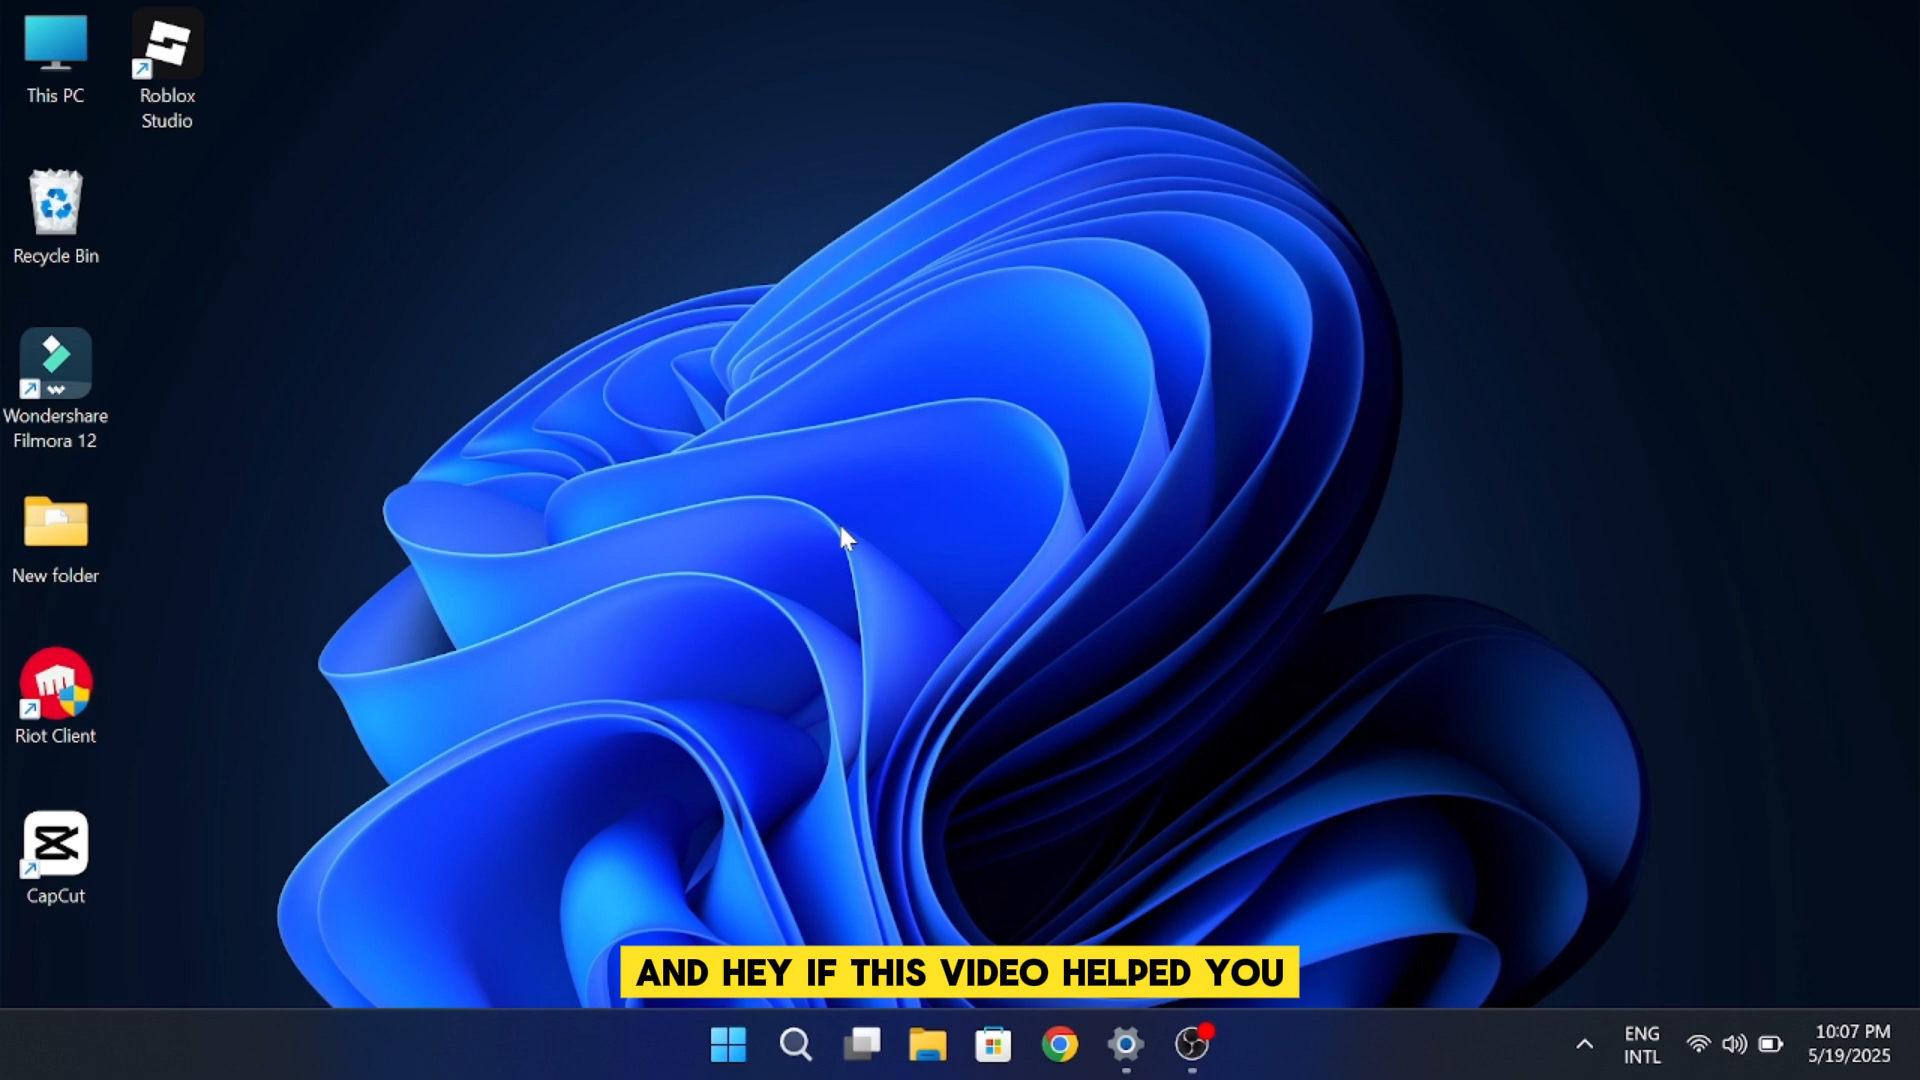 This PC
Roblox
Studio
Recycle Bin
Wondershare
Filmora 12
New folder
Riot Client
CapCut
AND HEY IF THIS VIDEO HELPED YOU
ENG
INTL
10:07 PM
5/19/2025